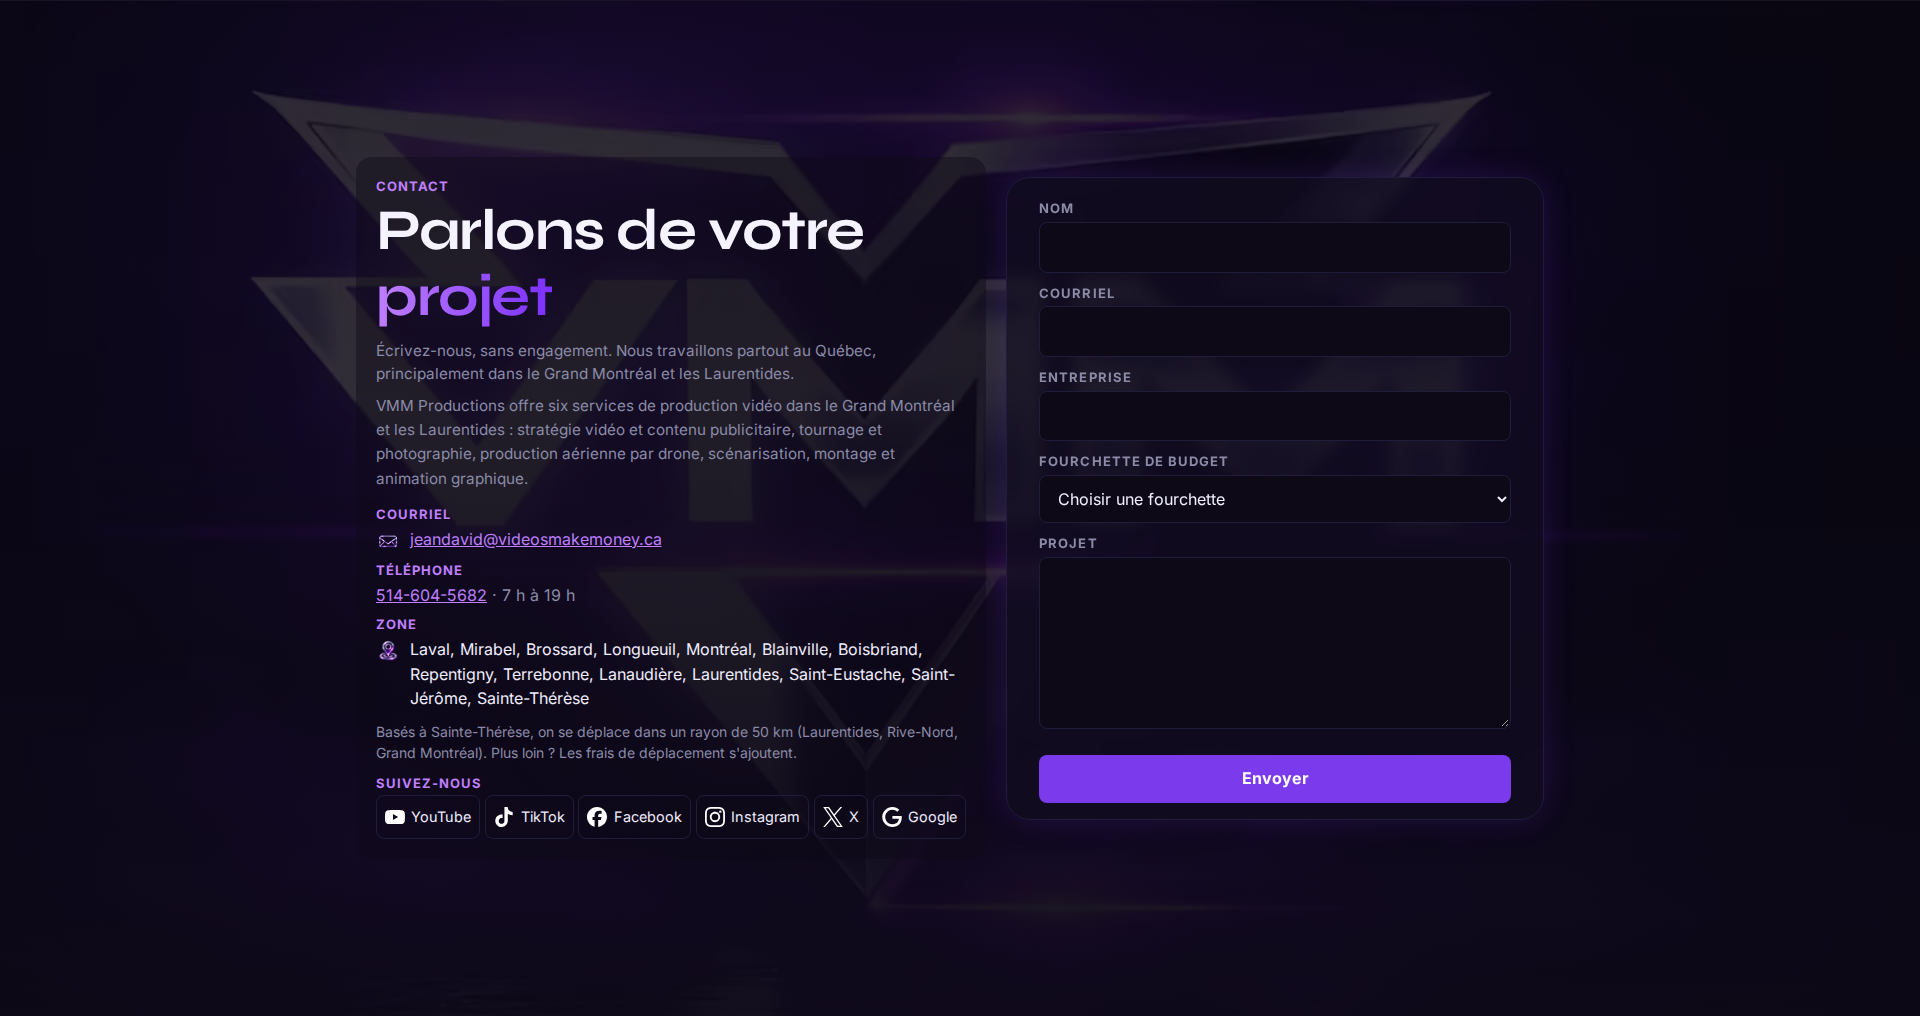 CONTACT
Parlons de votre
projet
Écrivez-nous, sans engagement. Nous travaillons partout au Québec,
principalement dans le Grand Montréal et les Laurentides.
VMM Productions offre six services de production vidéo dans le Grand Montréal
et les Laurentides : stratégie vidéo et contenu publicitaire, tournage et
photographie, production aérienne par drone, scénarisation, montage et
animation graphique.
COURRIEL
jeandavid@videosmakemoney.ca
TÉLÉPHONE
514-604-5682 · 7 h à 19 h
ZONE
Laval, Mirabel, Brossard, Longueuil, Montréal, Blainville, Boisbriand,
Repentigny, Terrebonne, Lanaudière, Laurentides, Saint-Eustache, Saint-
Jérôme, Sainte-Thérèse
Basés à Sainte-Thérèse, on se déplace dans un rayon de 50 km (Laurentides, Rive-Nord,
Grand Montréal). Plus loin ? Les frais de déplacement s'ajoutent.
SUIVEZ-NOUS
YouTube TikTok Facebook Instagram X Google
NOM
COURRIEL
ENTREPRISE
FOURCHETTE DE BUDGET
Choisir une fourchette
PROJET
Envoyer
VMM